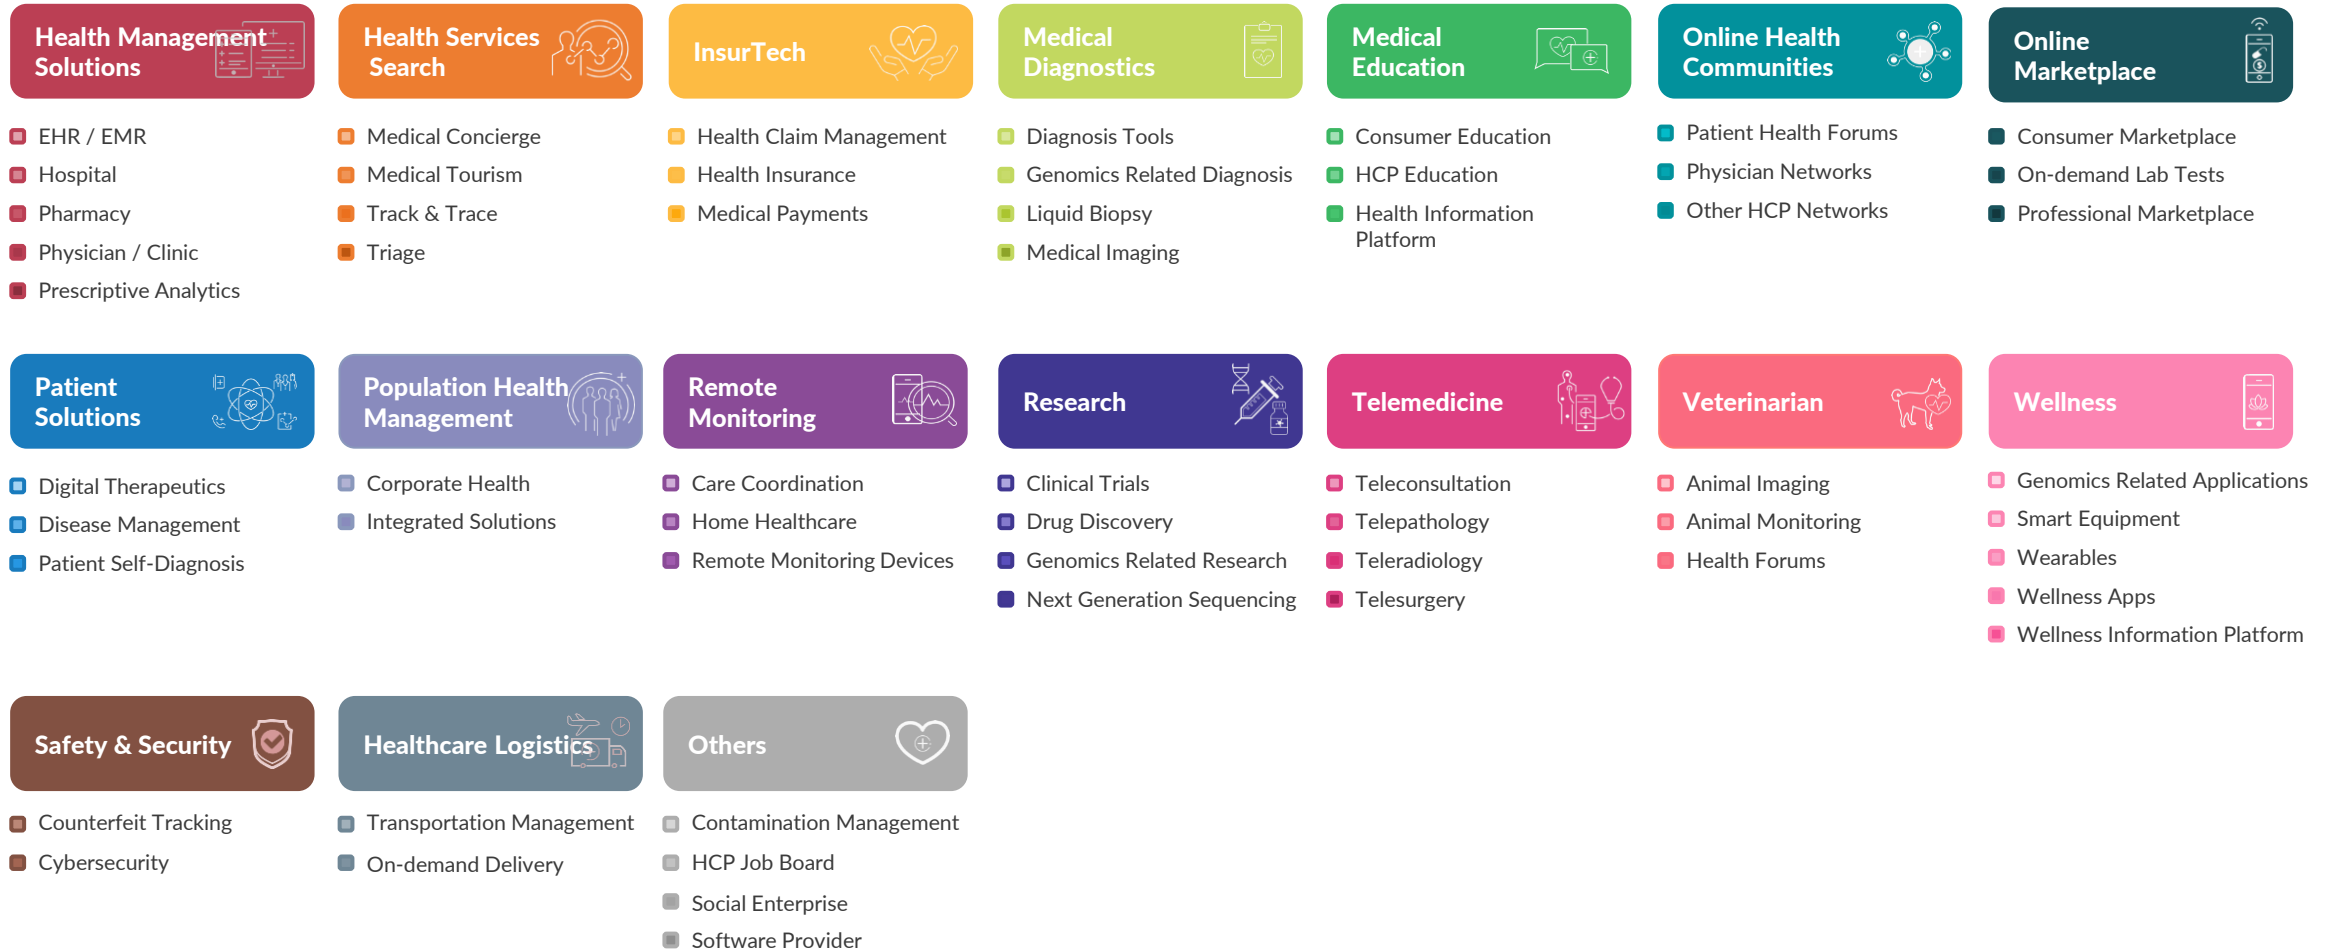 Health Management
Solutions
EHR / EMR
Hospital
Pharmacy
Physician / Clinic
Prescriptive Analytics
Health Services
Search
Medical Concierge
Medical Tourism
Track & Trace
Triage
InsurTech
Health Claim Management
Health Insurance
Medical Payments
Medical
Diagnostics
Diagnosis Tools
Genomics Related Diagnosis
Liquid Biopsy
Medical Imaging
Medical
Education
Consumer Education
HCP Education
Health Information
Platform
Online Health
Communities
Patient Health Forums
Physician Networks
Other HCP Networks
Online
Marketplace
Consumer Marketplace
On-demand Lab Tests
Professional Marketplace
Patient
Solutions
Digital Therapeutics
Disease Management
Patient Self-Diagnosis
Population Health
Management
Corporate Health
Integrated Solutions
Remote
Monitoring
Care Coordination
Home Healthcare
Remote Monitoring Devices
Research
Clinical Trials
Drug Discovery
Genomics Related Research
Next Generation Sequencing
Telemedicine
Teleconsultation
Telepathology
Teleradiology
Telesurgery
Veterinarian
Animal Imaging
Animal Monitoring
Health Forums
Wellness
Genomics Related Applications
Smart Equipment
Wearables
Wellness Apps
Wellness Information Platform
Safety & Security
Counterfeit Tracking
Cybersecurity
Healthcare Logistics
Transportation Management
On-demand Delivery
Others
Contamination Management
HCP Job Board
Social Enterprise
Software Provider